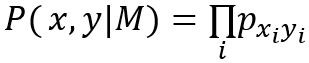 P( x, y|M) = ∏_i p_{x_i y_i}